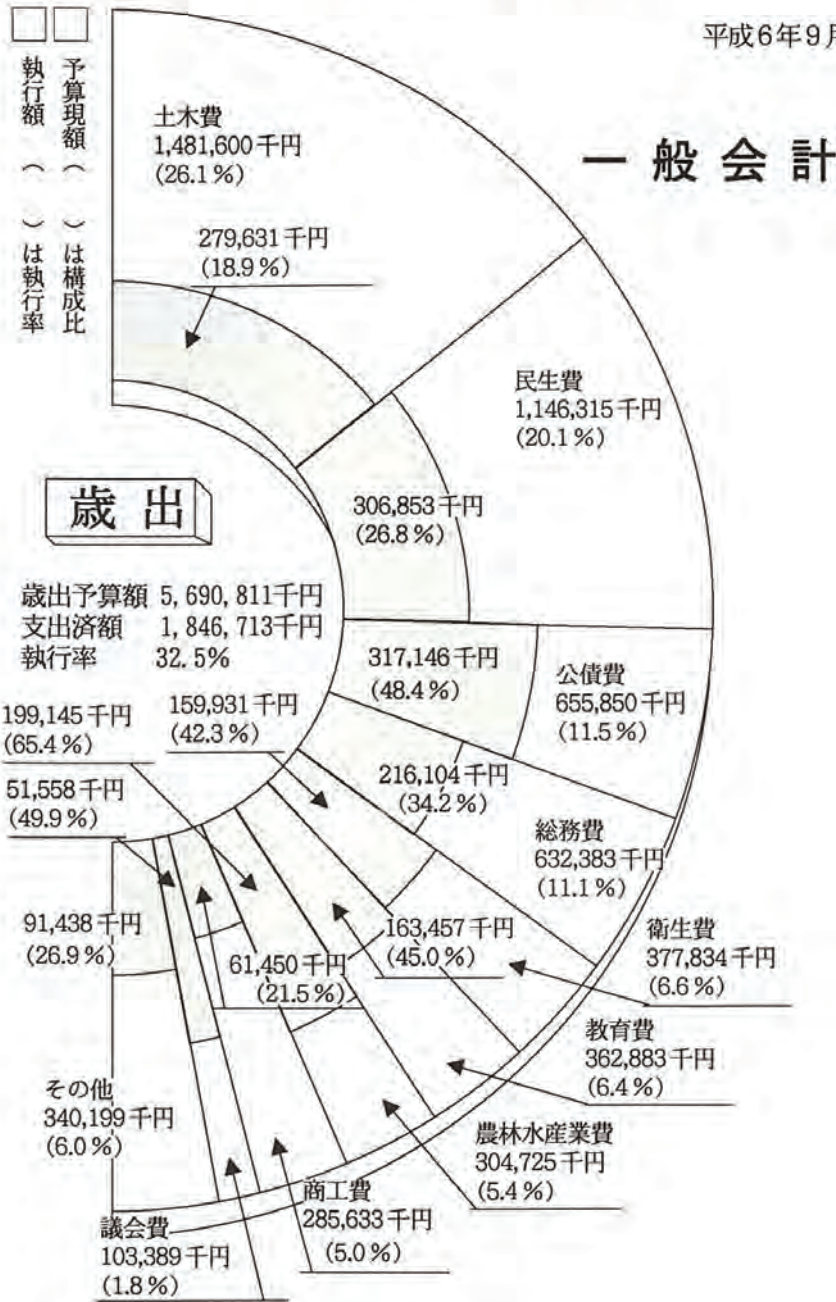 平成6年9月
一般会計
予算現額（　）は構成比
執行額（　）は執行率
土木費
1,481,600千円
(26.1%)
279,631千円
(18.9%)
民生費
1,146,315千円
(20.1%)
306,853千円
(26.8%)
歳出
歳出予算額 5,690,811千円
支出済額 1,846,713千円
執行率 32.5%
317,146千円
(48.4%)
公債費
655,850千円
(11.5%)
216,104千円
(34.2%)
総務費
632,383千円
(11.1%)
159,931千円
(42.3%)
衛生費
377,834千円
(6.6%)
163,457千円
(45.0%)
教育費
362,883千円
(6.4%)
199,145千円
(65.4%)
農林水産業費
304,725千円
(5.4%)
61,450千円
(21.5%)
商工費
285,633千円
(5.0%)
51,558千円
(49.9%)
議会費
103,389千円
(1.8%)
91,438千円
(26.9%)
その他
340,199千円
(6.0%)